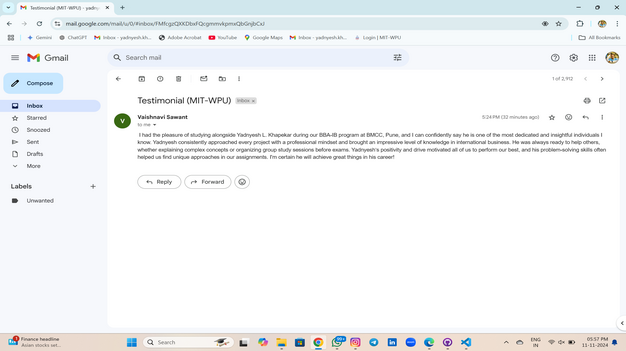 Testimonial (MIT-WPU) - yadny
mail.google.com/mail/u/0/#inbox/FMfcgzQXKDbxFQcgmmvkpmxQbGnjbCxJ
Gemini ChatGPT Inbox - yadnyesh.kh... Adobe Acrobat YouTube Google Maps Inbox - yadnyesh.kh... Login | MIT-WPU All Bookmarks
Gmail Search mail
Compose
1 of 2,912
Inbox
Starred
Snoozed
Sent
Drafts
More
Labels
Unwanted
Testimonial (MIT-WPU) Inbox x
V Vaishnavi Sawant 5:24 PM (32 minutes ago)
to me
I had the pleasure of studying alongside Yadnyesh L. Khapekar during our BBA-IB program at BMCC, Pune, and I can confidently say he is one of the most dedicated and insightful individuals I
know. Yadnyesh consistently approached every project with a professional mindset and brought an impressive level of knowledge in international business. He was always ready to help others,
whether explaining complex concepts or organizing group study sessions before exams. Yadnyesh's positivity and drive motivated all of us to perform our best, and his problem-solving skills often
helped us find unique approaches in our assignments. I'm certain he will achieve great things in his career!
Reply Forward
Finance headline
Asian stocks set...
Search
99+
ENG
IN
05:57 PM
11-11-2024